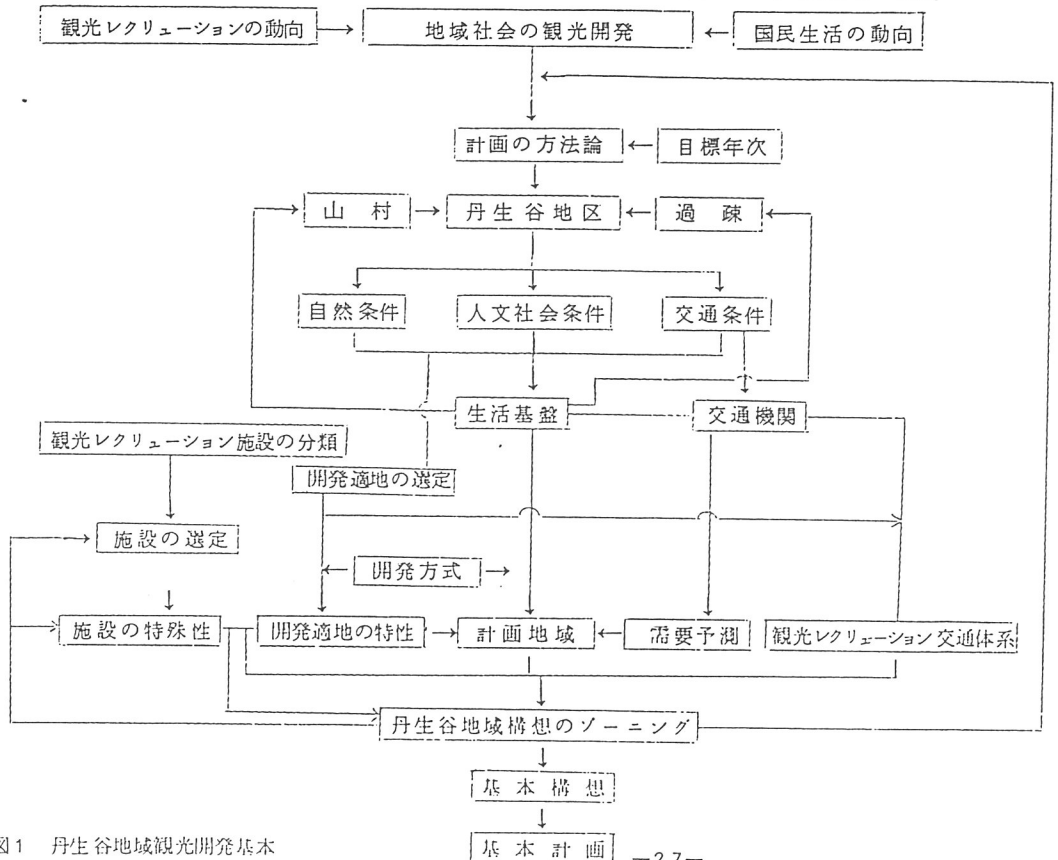 観光レクリューションの動向
地域社会の観光開発
国民生活の動向
計画の方法論
目標年次
山村
丹生谷地区
過疎
自然条件
人文社会条件
交通条件
生活基盤
交通機関
観光レクリューション施設の分類
開発適地の選定
施設の選定
開発方式
施設の特殊性
開発適地の特性
計画地域
需要予測
観光レクリューション交通体系
丹生谷地域構想のゾーニング
基本構想
基本計画
図1 丹生谷地域観光開発基本
—27—